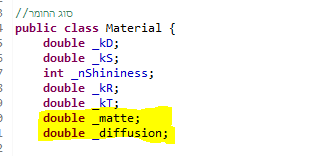 //סוג החומר
public class Material {
double _kD;
double _kS;
int _nShininess;
double _kR;
double _kT;
double _matte;
double _diffusion;